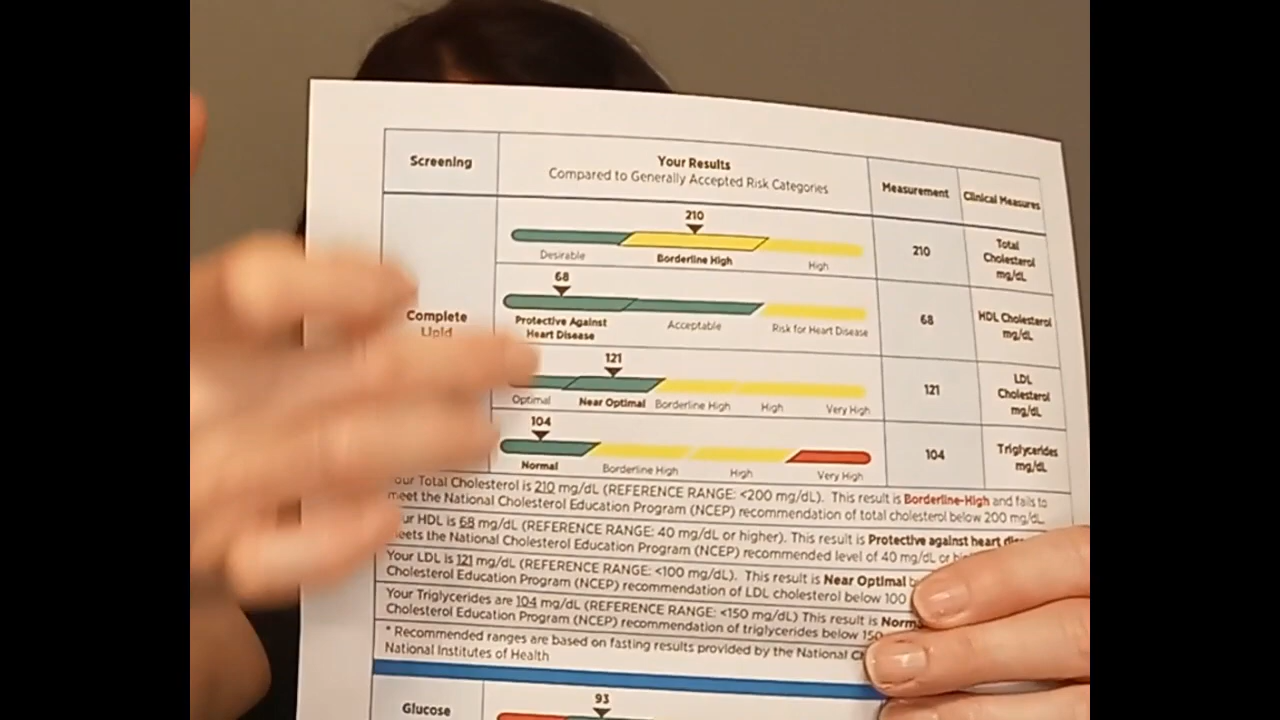 Screening
Your Results
Compared to Generally Accepted Risk Categories
Measurement
Clinical Measures
Complete
Lipid
210
Desirable
Borderline High
High
210
Total
Cholesterol
mg/dL
68
Protective Against
Heart Disease
Acceptable
Risk for Heart Disease
68
HDL Cholesterol
mg/dL
121
Optimal
Near Optimal
Borderline High
High
Very High
121
LDL
Cholesterol
mg/dL
104
Normal
Borderline High
High
Very High
104
Triglycerides
mg/dL
Total Cholesterol is 210 mg/dL (REFERENCE RANGE: <200 mg/dL). This result is Borderline-High and fails to
meet the National Cholesterol Education Program (NCEP) recommendation of total cholesterol below 200 mg/dL.
HDL is 68 mg/dL (REFERENCE RANGE: 40 mg/dL or higher). This result is Protective against heart
the National Cholesterol Education Program (NCEP) recommended level of 40 mg/dL or
Your LDL is 121 mg/dL (REFERENCE RANGE: <100 mg/dL). This result is Near Optimal
Cholesterol Education Program (NCEP) recommendation of LDL cholesterol below 100
Your Triglycerides are 104 mg/dL (REFERENCE RANGE: <150 mg/dL) This result is
Cholesterol Education Program (NCEP) recommendation of triglycerides below 150
* Recommended ranges are based on fasting results provided by the National
National Institutes of Health
Glucose
93